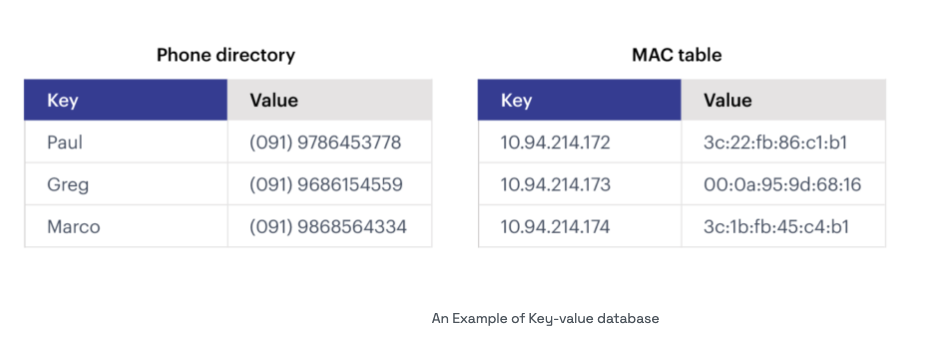 Phone directory
Key Value
Paul (091) 9786453778
Greg (091) 9686154559
Marco (091) 9868564334
MAC table
Key Value
10.94.214.172 3c:22:fb:86:c1:b1
10.94.214.173 00:0a:95:9d:68:16
10.94.214.174 3c:1b:fb:45:c4:b1
An Example of Key-value database